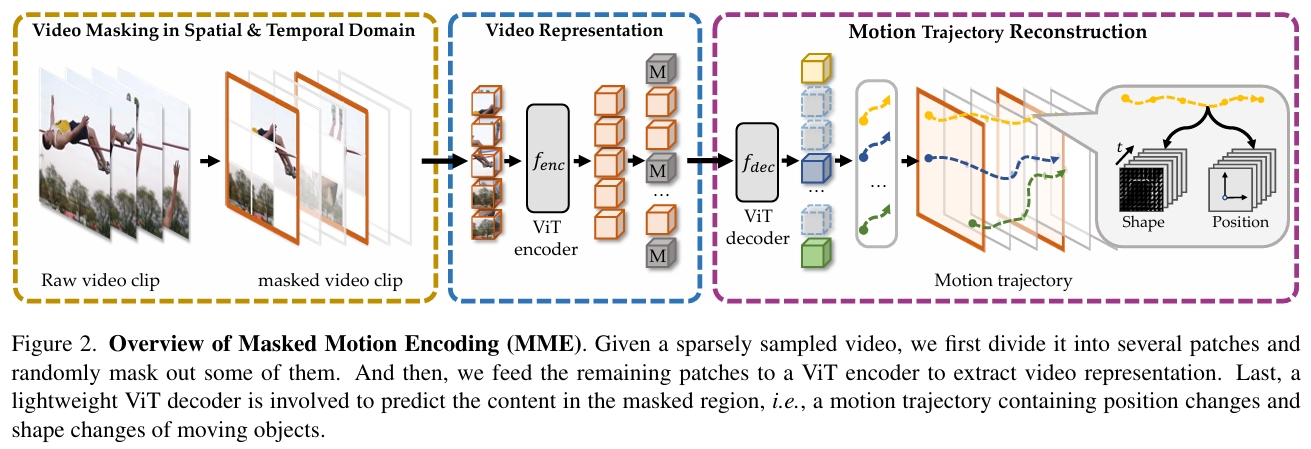 Video Masking in Spatial & Temporal Domain
Raw video clip
masked video clip
Video Representation
f_enc
ViT
encoder
M
M
M
...
M
Motion Trajectory Reconstruction
f_dec
ViT
decoder
...
...
Motion trajectory
t
Shape
Position
Figure 2. Overview of Masked Motion Encoding (MME). Given a sparsely sampled video, we first divide it into several patches and
randomly mask out some of them. And then, we feed the remaining patches to a ViT encoder to extract video representation. Last, a
lightweight ViT decoder is involved to predict the content in the masked region, i.e., a motion trajectory containing position changes and
shape changes of moving objects.